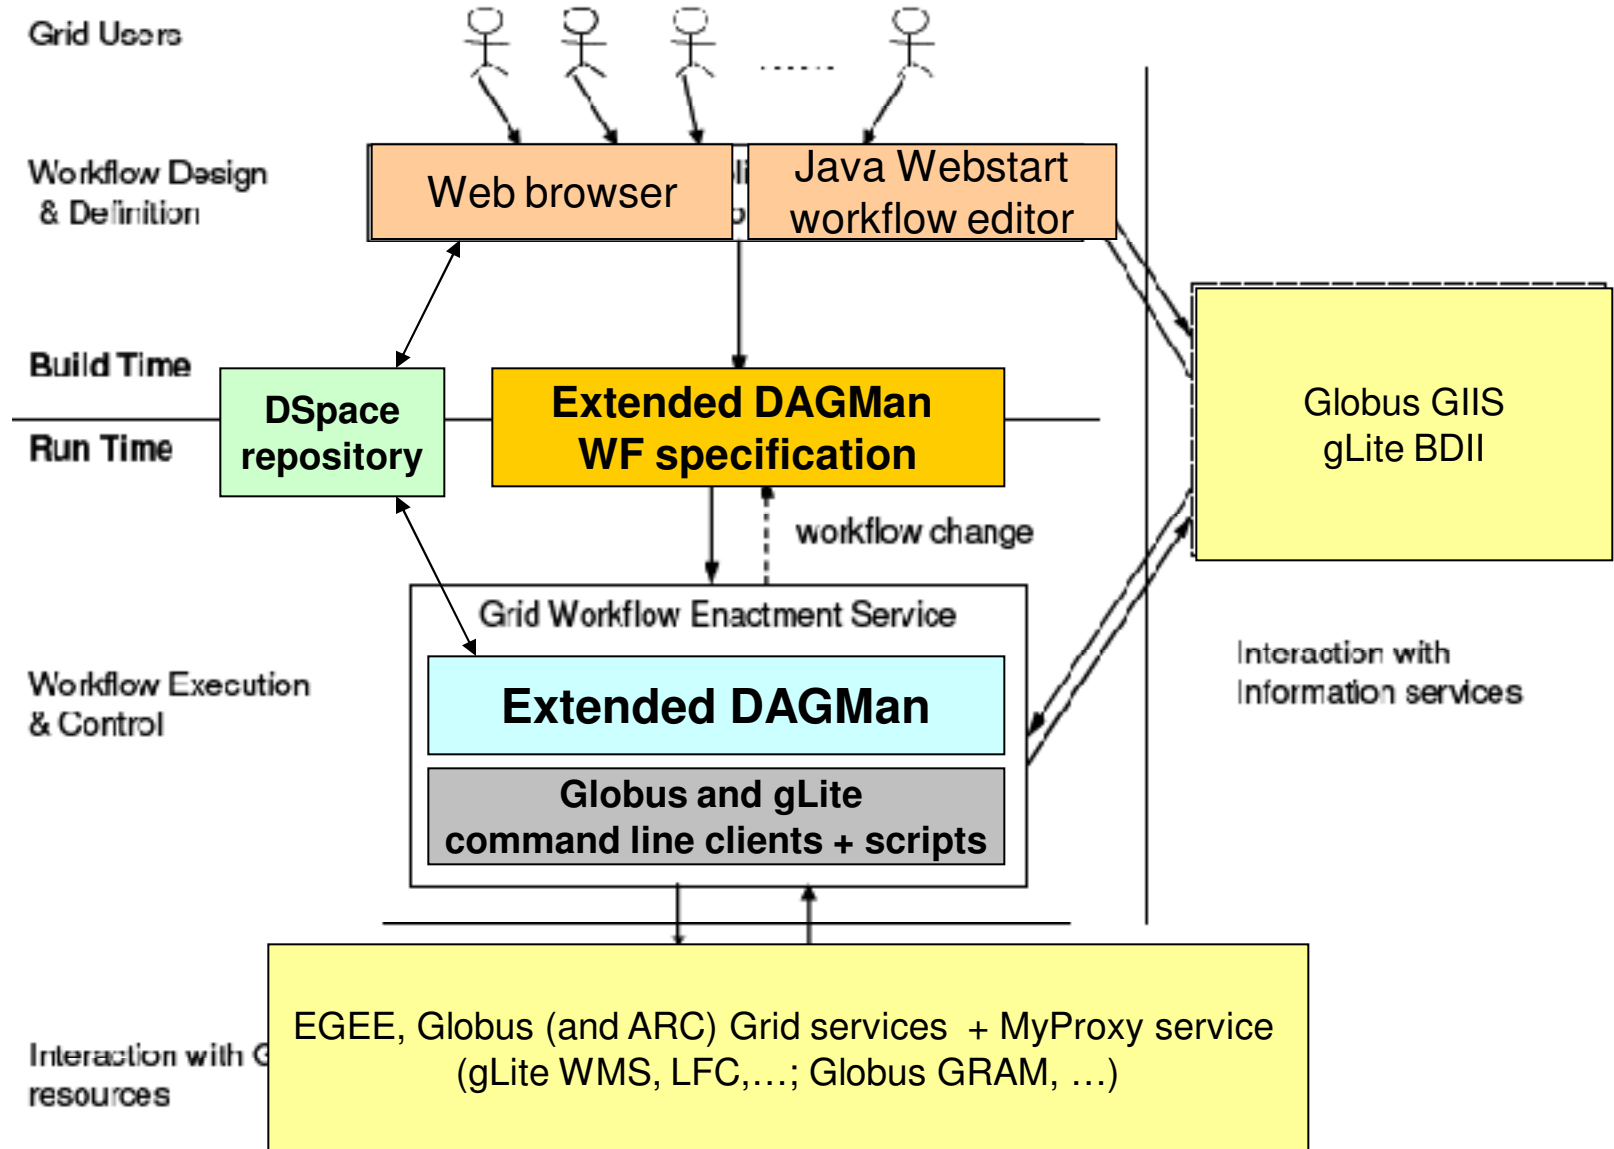 Grid Users
Workflow Design
& Definition
Web browser
Java Webstart
workflow editor
Build Time
Run Time
DSpace
repository
Extended DAGMan
WF specification
Globus GIIS
gLite BDII
workflow change
Grid Workflow Enactment Service
Workflow Execution
& Control
Extended DAGMan
Globus and gLite
command line clients + scripts
Interaction with
Information services
Interaction with G
resources
EGEE, Globus (and ARC) Grid services + MyProxy service
(gLite WMS, LFC,…; Globus GRAM, …)